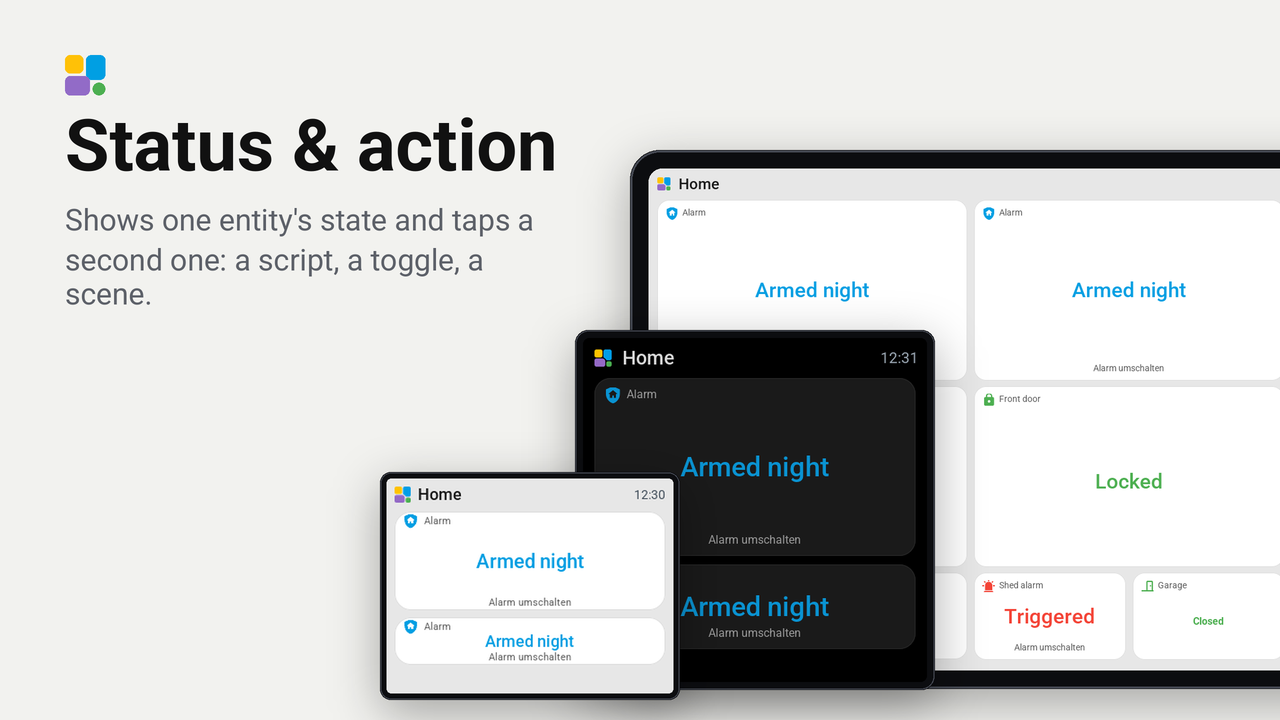 Status & action
Shows one entity's state and taps a
second one: a script, a toggle, a
scene.
Home
Alarm
Armed night
Alarm
Armed night
Alarm umschalten
Front door
Locked
Shed alarm
Triggered
Alarm umschalten
Garage
Closed
Home
12:31
Alarm
Armed night
Alarm umschalten
Armed night
Alarm umschalten
Home
12:30
Alarm
Armed night
Alarm umschalten
Alarm
Armed night
Alarm umschalten